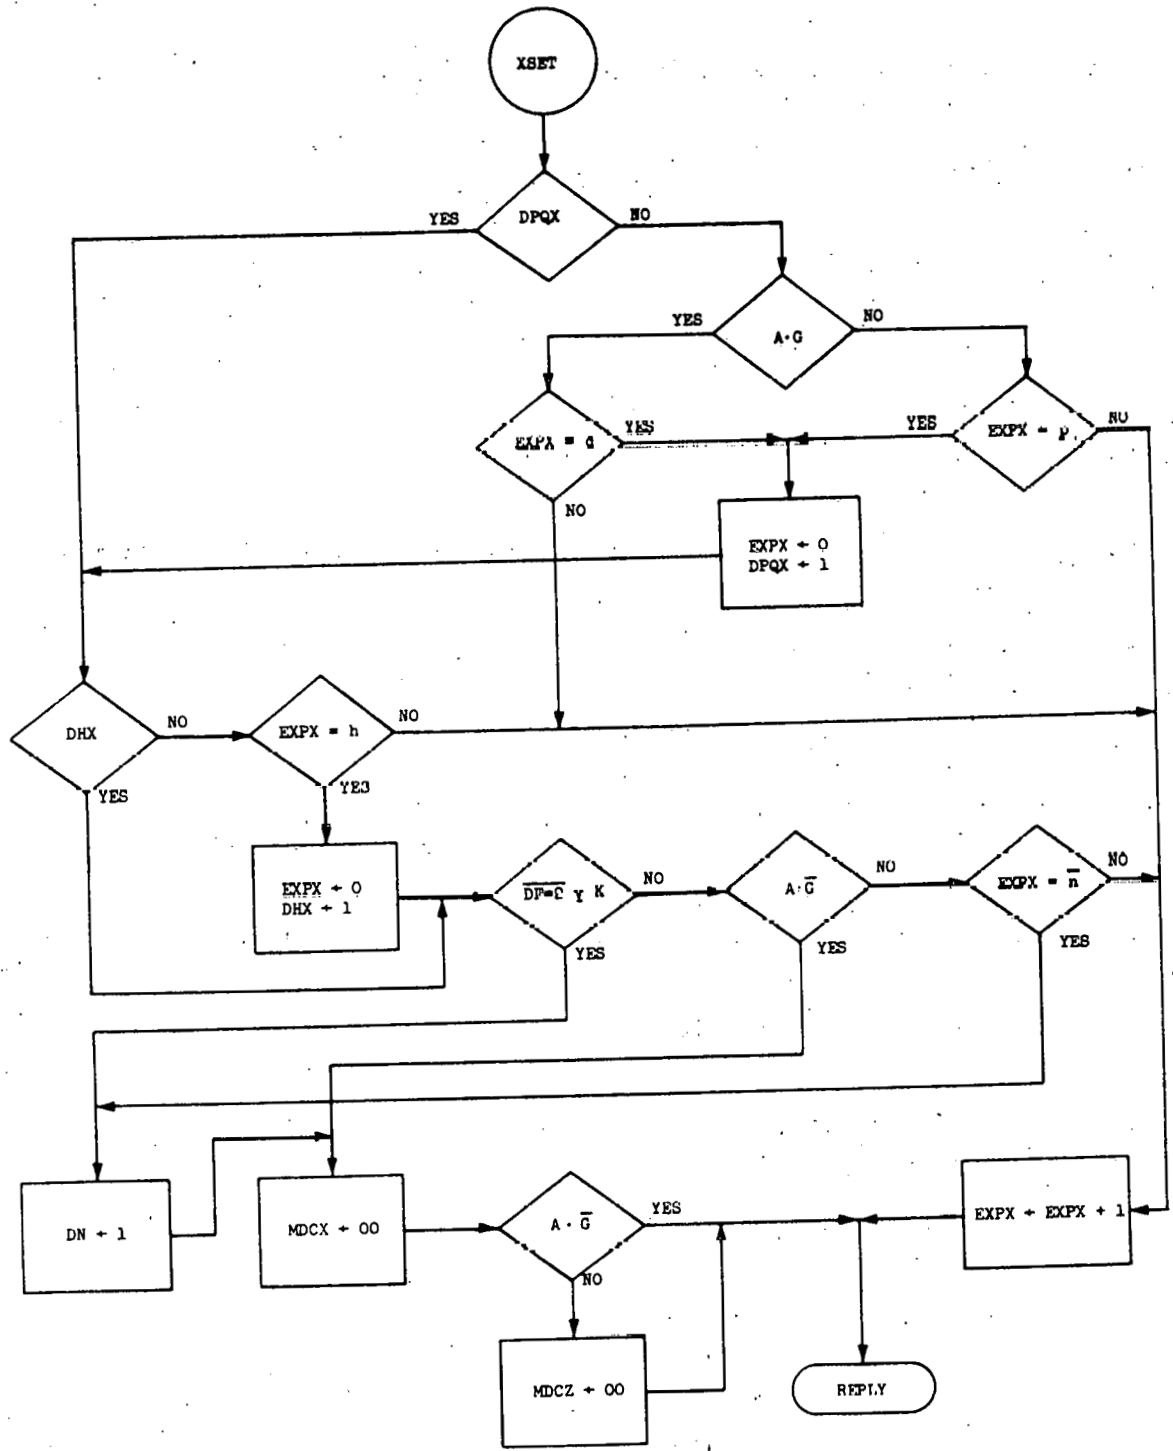 XSET
DPQX
YES
NO
A·G
YES
NO
EXPX = q
YES
NO
EXPX = p
YES
NO
EXPX ← 0
DPQX ← 1
DHX
NO
YES
EXPX = h
NO
YES
EXPX ← 0
DHX ← 1
NO
YES
A·G̅
NO
YES
EXPX = n̅
NO
YES
DN ← 1
MDCX ← 00
A · G̅
YES
NO
MDCZ ← 00
EXPX ← EXPX + 1
REPLY